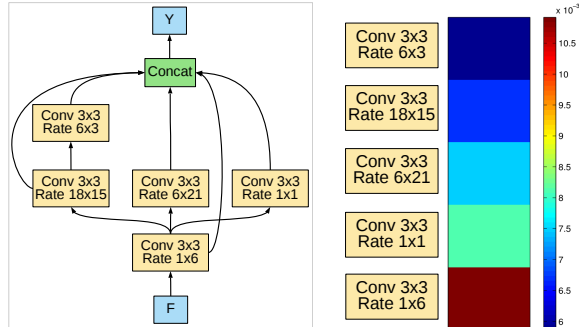 Y
Concat
Conv 3x3
Rate 6x3
Conv 3x3
Rate 18x15
Conv 3x3
Rate 6x21
Conv 3x3
Rate 1x1
Conv 3x3
Rate 1x6
F
Conv 3x3
Rate 6x3
Conv 3x3
Rate 18x15
Conv 3x3
Rate 6x21
Conv 3x3
Rate 1x1
Conv 3x3
Rate 1x6
x 10⁻³
10.5
10
9.5
9
8.5
8
7.5
7
6.5
6